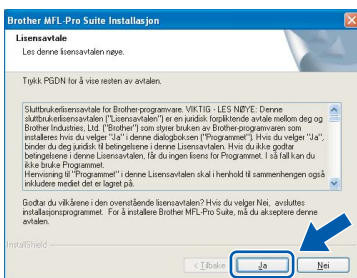 Brother MFL-Pro Suite Installasjon
Lisensavtale
Les denne lisensavtalen nøye.
Trykk PGDN for å vise resten av avtalen.
Sluttbrukerlisensavtale for Brother-programvare. VIKTIG - LES NØYE: Denne
sluttbrukerlisensavtalen ("Lisensavtalen") er en juridisk forpliktende avtale mellom deg og
Brother Industries, Ltd. ("Brother") som styrer bruken av Brother-programvaren som
installeres hvis du velger "Ja" i denne dialogboksen ("Programmet"). Hvis du velger "Ja",
binder du deg juridisk til betingelsene i denne Lisensavtalen. Hvis du ikke godtar
betingelsene i denne Lisensavtalen, får du ingen lisens for Programmet. I så fall kan du
ikke bruke Programmet.
Henvisning til "Programmet" i denne Lisensavtalen skal i henhold til sammenhengen også
inkludere mediet det er lagret på.
Godtar du vilkårene i den overstående lisensavtalen? Hvis du velger Nei, avsluttes
installasjonsprogrammet. For å installere Brother MFL-Pro Suite, må du akseptere denne
avtalen.
InstallShield
< Tilbake
Ja
Nei